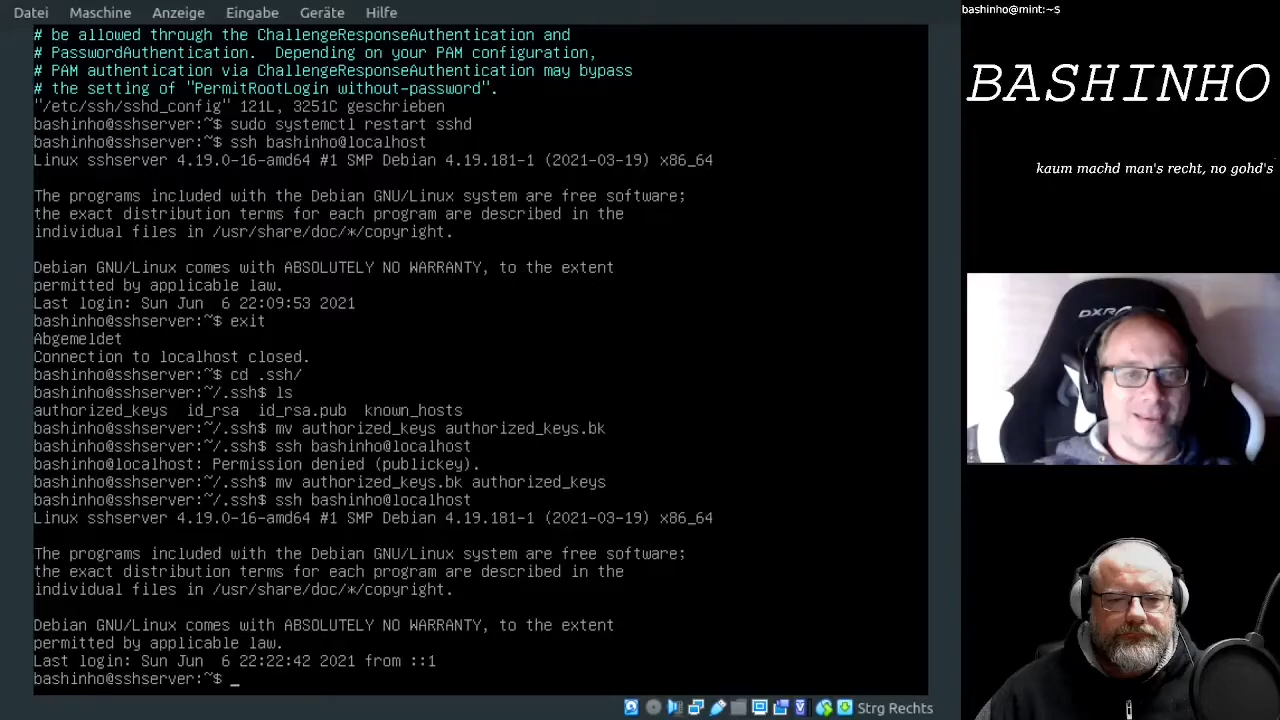 Datei Maschine Anzeige Eingabe Geräte Hilfe
# be allowed through the ChallengeResponseAuthentication and
# PasswordAuthentication.  Depending on your PAM configuration,
# PAM authentication via ChallengeResponseAuthentication may bypass
# the setting of "PermitRootLogin without-password".
"/etc/ssh/sshd_config" 121L, 3251C geschrieben
bashinho@sshserver:~$ sudo systemctl restart sshd
bashinho@sshserver:~$ ssh bashinho@localhost
Linux sshserver 4.19.0-16-amd64 #1 SMP Debian 4.19.181-1 (2021-03-19) x86_64
The programs included with the Debian GNU/Linux system are free software;
the exact distribution terms for each program are described in the
individual files in /usr/share/doc/*/copyright.
Debian GNU/Linux comes with ABSOLUTELY NO WARRANTY, to the extent
permitted by applicable law.
Last login: Sun Jun  6 22:09:53 2021
bashinho@sshserver:~$ exit
Abgemeldet
Connection to localhost closed.
bashinho@sshserver:~$ cd .ssh/
bashinho@sshserver:~/.ssh$ ls
authorized_keys  id_rsa  id_rsa.pub  known_hosts
bashinho@sshserver:~/.ssh$ mv authorized_keys authorized_keys.bk
bashinho@sshserver:~/.ssh$ ssh bashinho@localhost
bashinho@localhost: Permission denied (publickey).
bashinho@sshserver:~/.ssh$ mv authorized_keys.bk authorized_keys
bashinho@sshserver:~/.ssh$ ssh bashinho@localhost
Linux sshserver 4.19.0-16-amd64 #1 SMP Debian 4.19.181-1 (2021-03-19) x86_64
The programs included with the Debian GNU/Linux system are free software;
the exact distribution terms for each program are described in the
individual files in /usr/share/doc/*/copyright.
Debian GNU/Linux comes with ABSOLUTELY NO WARRANTY, to the extent
permitted by applicable law.
Last login: Sun Jun  6 22:22:42 2021 from ::1
bashinho@sshserver:~$ _
Strg Rechts
bashinho@mint:~$
BASHINHO
kaum machd man's recht, no gohd's